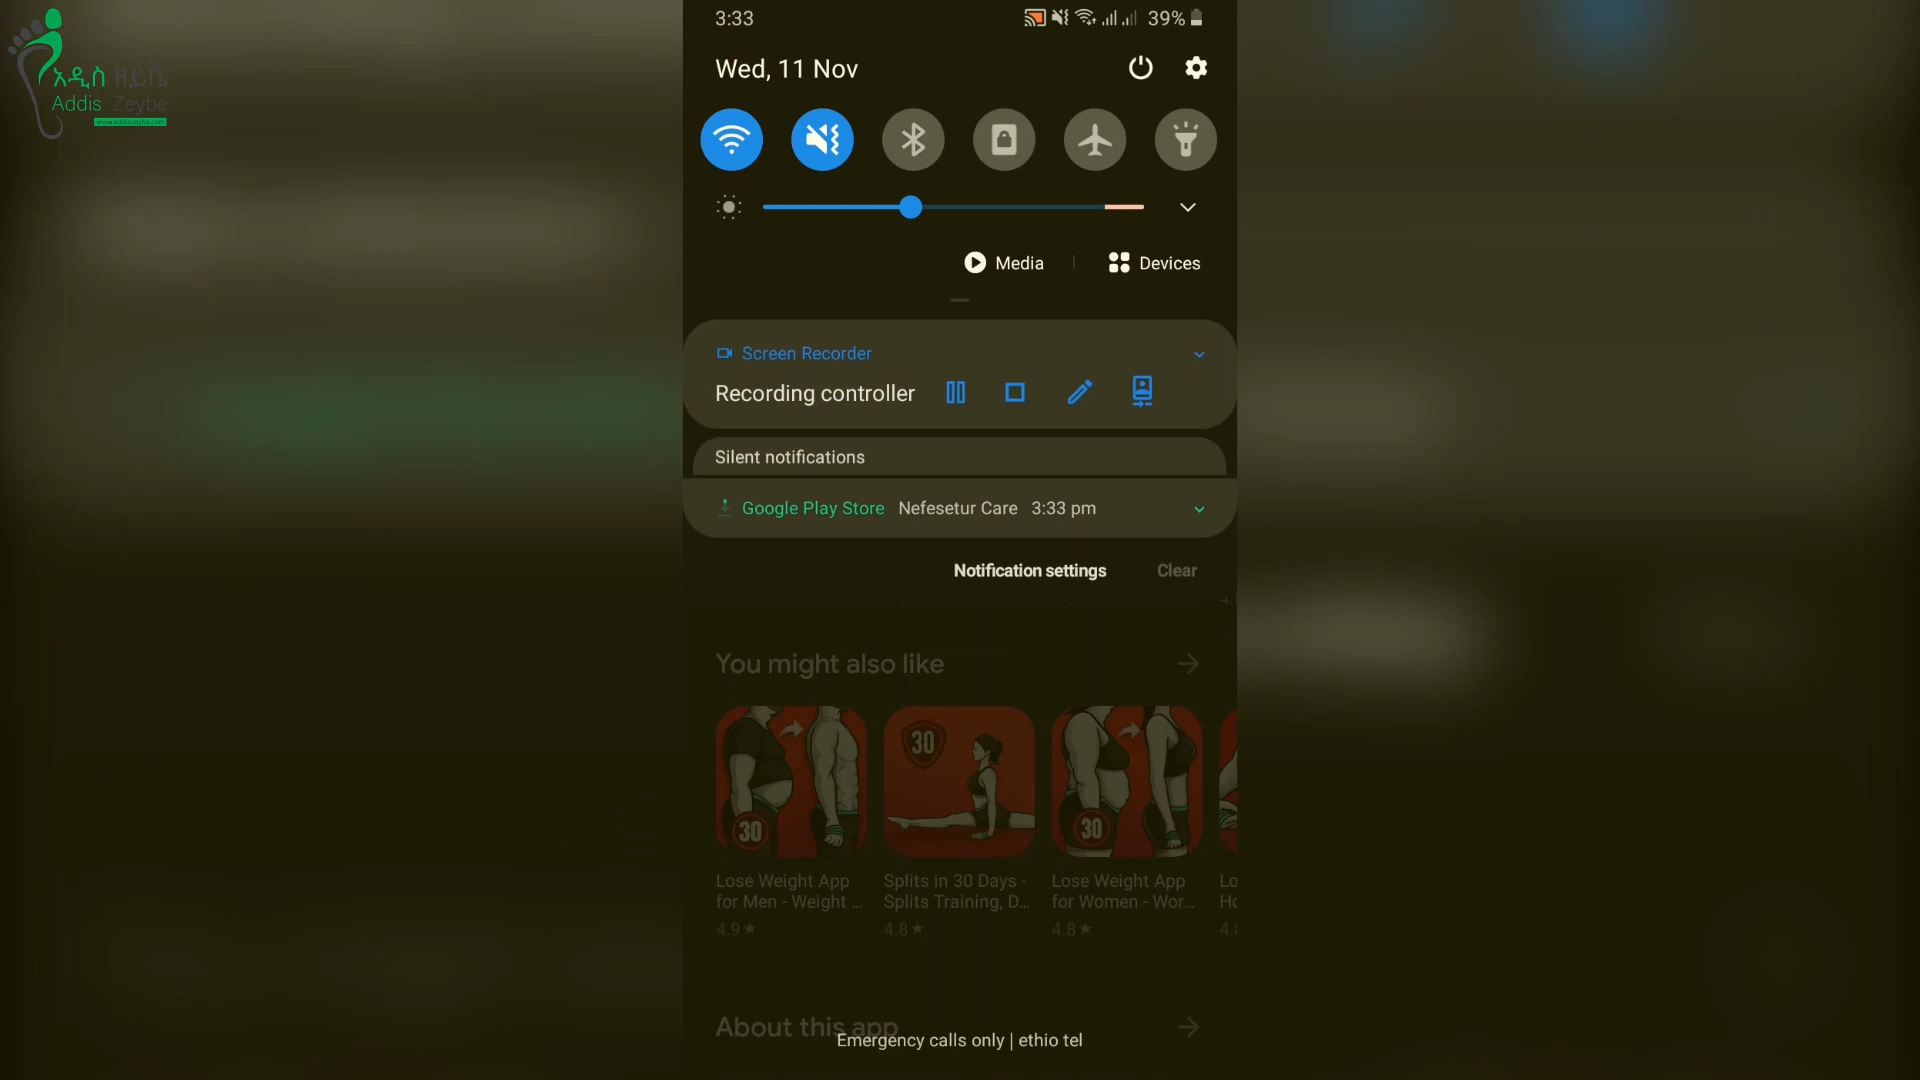 አዲስ ዘይቤ
Addis Zeybe
www.addiszeybe.com
3:33
39%
Wed, 11 Nov
Media
Devices
Screen Recorder
Recording controller
Silent notifications
Google Play Store Nefesetur Care 3:33 pm
Notification settings
Clear
You might also like
30
30
30
Lose Weight App
for Men - Weight ...
4.9★
Splits in 30 Days -
Splits Training, D...
4.8★
Lose Weight App
for Women - Wor...
4.8★
About this app
Emergency calls only | ethio tel